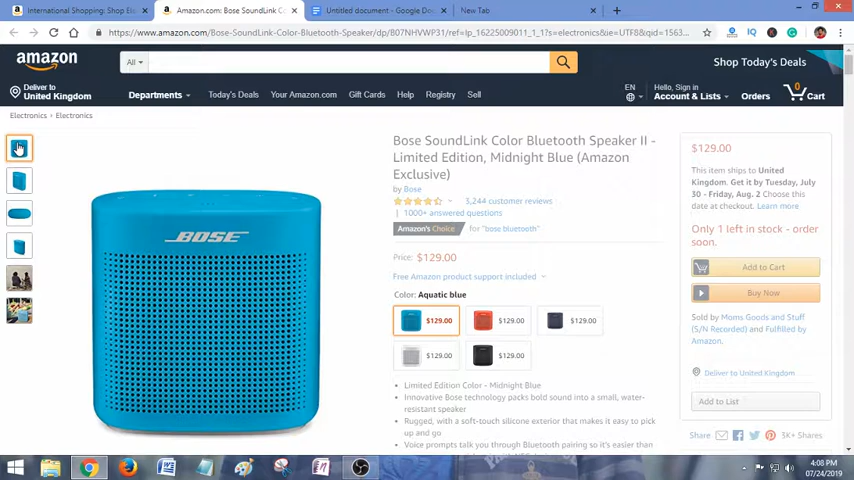 International Shopping: Shop El
Amazon.com: Bose SoundLink Co
Untitled document - Google Doc
New Tab
https://www.amazon.com/Bose-SoundLink-Color-Bluetooth-Speaker/dp/B07NHVWP31/ref=lp_16225009011_1_1?s=electronics&ie=UTF8&qid=1563...
amazon
All
Shop Today's Deals
Deliver to
United Kingdom
Departments
Today's Deals
Your Amazon.com
Gift Cards
Help
Registry
Sell
EN
Hello, Sign in
Account & Lists
Orders
0
Cart
Electronics › Electronics
BOSE
Bose SoundLink Color Bluetooth Speaker II -
Limited Edition, Midnight Blue (Amazon
Exclusive)
by Bose
3,244 customer reviews
| 1000+ answered questions
Amazon's Choice for "bose bluetooth"
Price: $129.00
Free Amazon product support included
Color: Aquatic blue
$129.00
$129.00
$129.00
$129.00
$129.00
• Limited Edition Color - Midnight Blue
• Innovative Bose technology packs bold sound into a small, water-
resistant speaker
• Rugged, with a soft-touch silicone exterior that makes it easy to pick
up and go
• Voice prompts talk you through Bluetooth pairing so it's easier than
$129.00
This item ships to United
Kingdom. Get it by Tuesday, July
30 - Friday, Aug. 2 Choose this
date at checkout. Learn more
Only 1 left in stock - order
soon.
Add to Cart
Buy Now
Sold by Moms Goods and Stuff
(S/N Recorded) and Fulfilled by
Amazon.
Deliver to United Kingdom
Add to List
Share
3K+ Shares
4:08 PM
07/24/2019